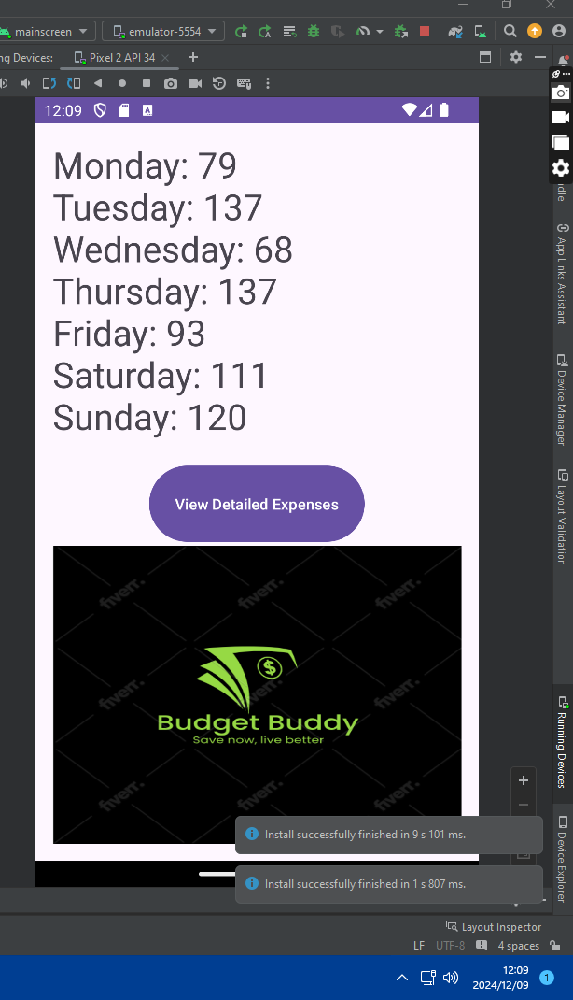 mainscreen
emulator-5554
ng Devices:
Pixel 2 API 34
12:09
A
Monday: 79
Tuesday: 137
Wednesday: 68
Thursday: 137
Friday: 93
Saturday: 111
Sunday: 120
View Detailed Expenses
fiverr.
fiverr.
fiverr.
fiverr.
fiverr.
$
Budget Buddy
Save now, live better
fiverr.
fiverr.
fiverr.
Install successfully finished in 9 s 101 ms.
Install successfully finished in 1 s 807 ms.
ndle
App Links Assistant
Device Manager
Layout Validation
Running Devices
Device Explorer
Layout Inspector
LF UTF-8 4 spaces
12:09
2024/12/09
1